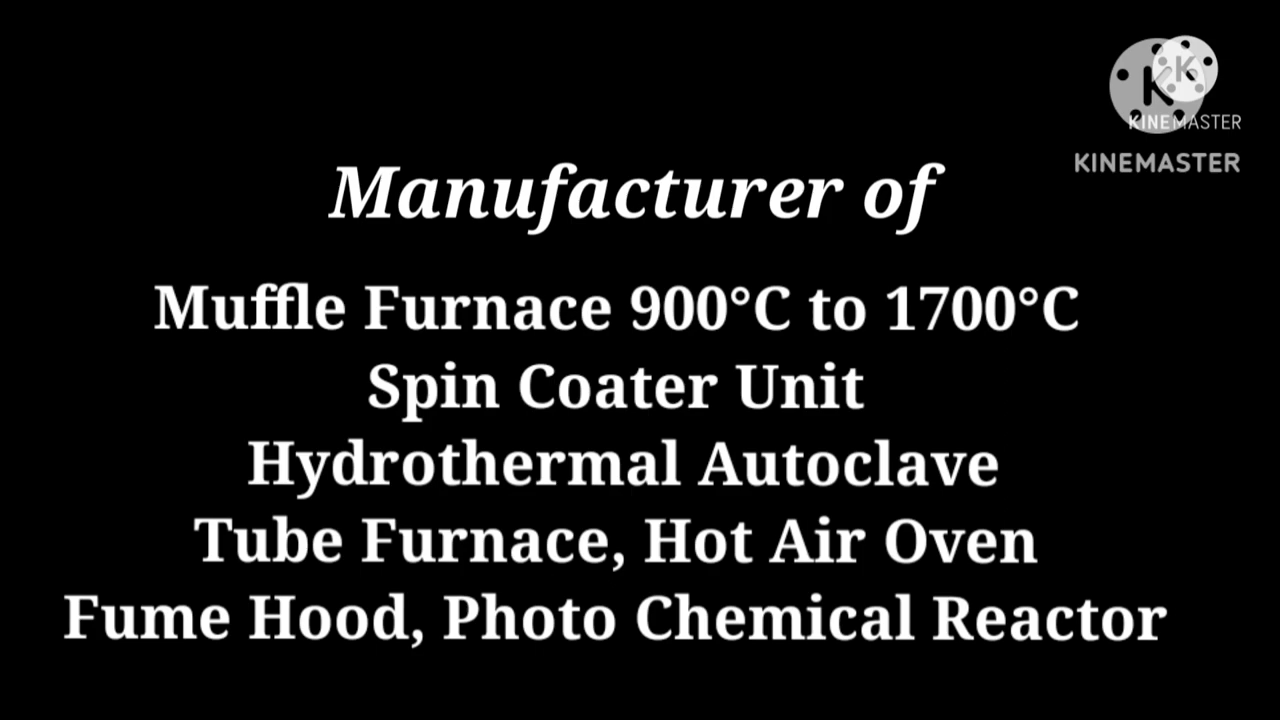 KINEMASTER
KINEMASTER
Manufacturer of
Muffle Furnace 900°C to 1700°C
Spin Coater Unit
Hydrothermal Autoclave
Tube Furnace, Hot Air Oven
Fume Hood, Photo Chemical Reactor